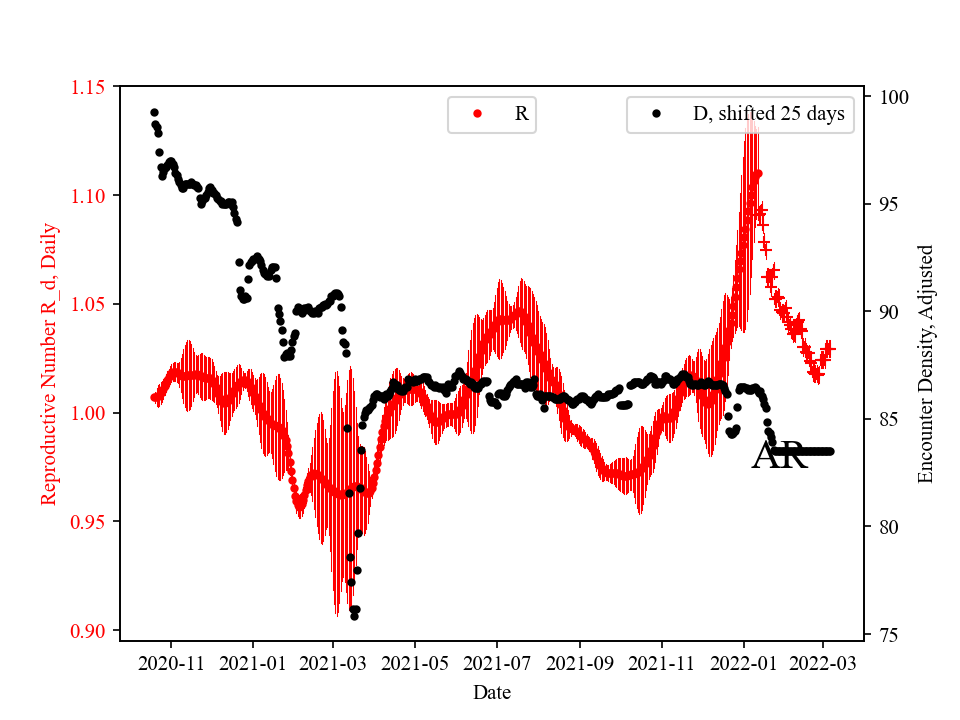 R
D, shifted 25 days
1.15
1.10
1.05
1.00
0.95
0.90
Reproductive Number R_d, Daily
100
95
90
85
80
75
Encounter Density, Adjusted
AR
2020-11 2021-01 2021-03 2021-05 2021-07 2021-09 2021-11 2022-01 2022-03
Date